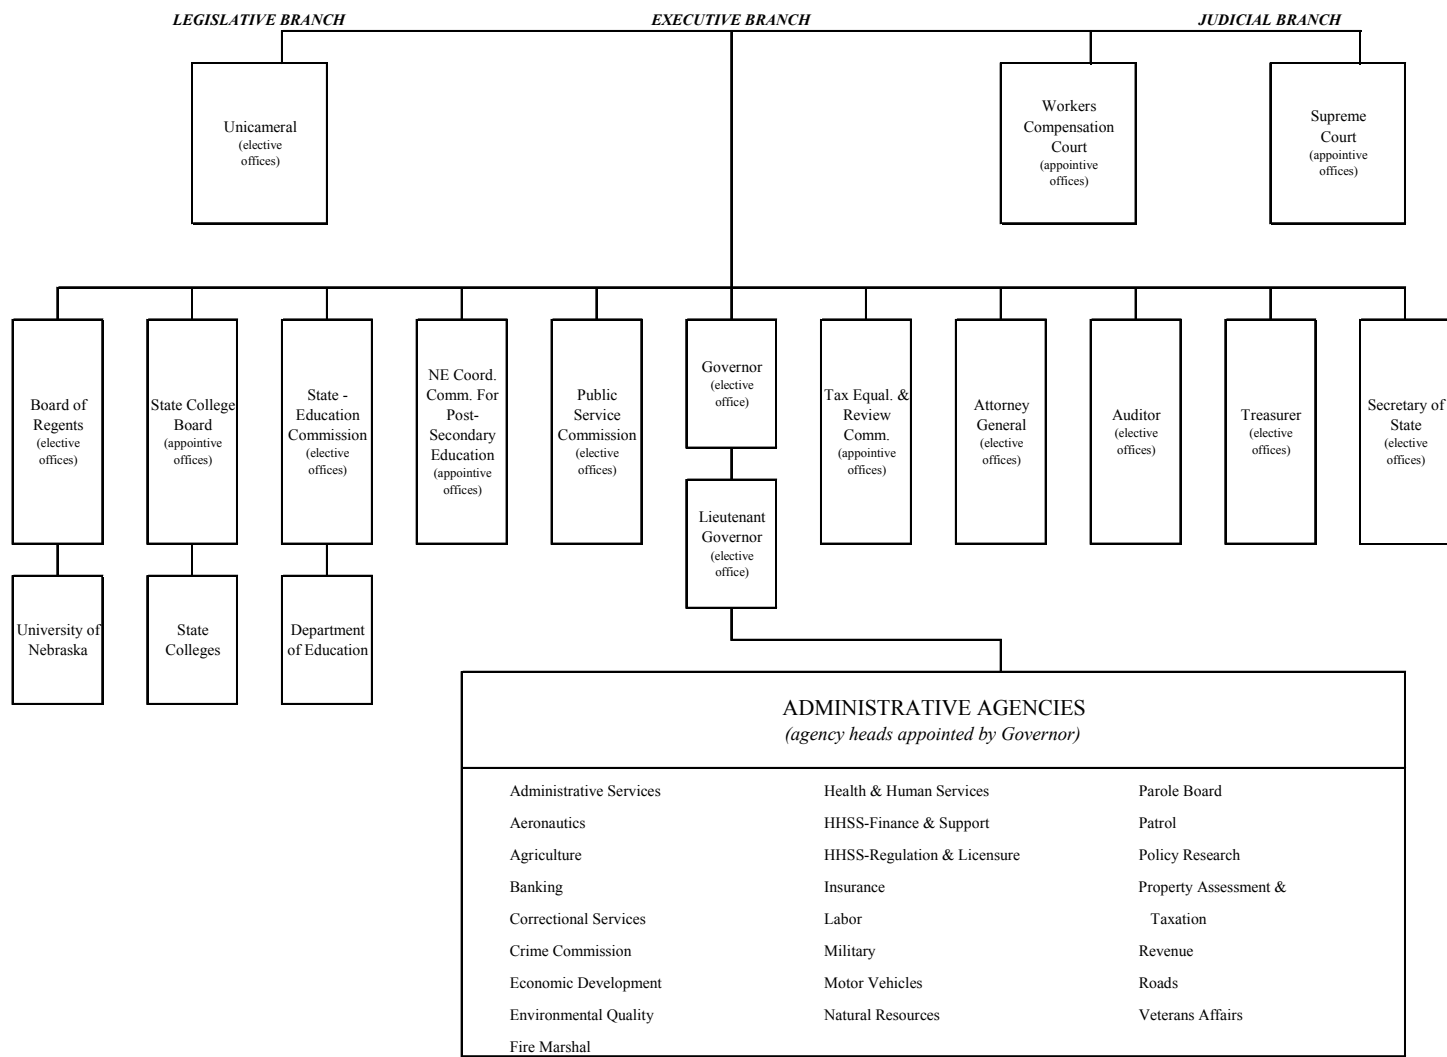 LEGISLATIVE BRANCH
EXECUTIVE BRANCH
JUDICIAL BRANCH
Unicameral
(elective
offices)
Workers
Compensation
Court
(appointive
offices)
Supreme
Court
(appointive
offices)
Board of
Regents
(elective
offices)
State College
Board
(appointive
offices)
State -
Education
Commission
(elective
offices)
NE Coord.
Comm. For
Post-
Secondary
Education
(appointive
offices)
Public
Service
Commission
(elective
offices)
Governor
(elective
office)
Tax Equal. &
Review
Comm.
(appointive
offices)
Attorney
General
(elective
offices)
Auditor
(elective
offices)
Treasurer
(elective
offices)
Secretary of
State
(elective
offices)
Lieutenant
Governor
(elective
office)
University of
Nebraska
State
Colleges
Department
of Education
ADMINISTRATIVE AGENCIES
(agency heads appointed by Governor)
Administrative Services
Aeronautics
Agriculture
Banking
Correctional Services
Crime Commission
Economic Development
Environmental Quality
Fire Marshal
Health & Human Services
HHSS-Finance & Support
HHSS-Regulation & Licensure
Insurance
Labor
Military
Motor Vehicles
Natural Resources
Parole Board
Patrol
Policy Research
Property Assessment &
Taxation
Revenue
Roads
Veterans Affairs